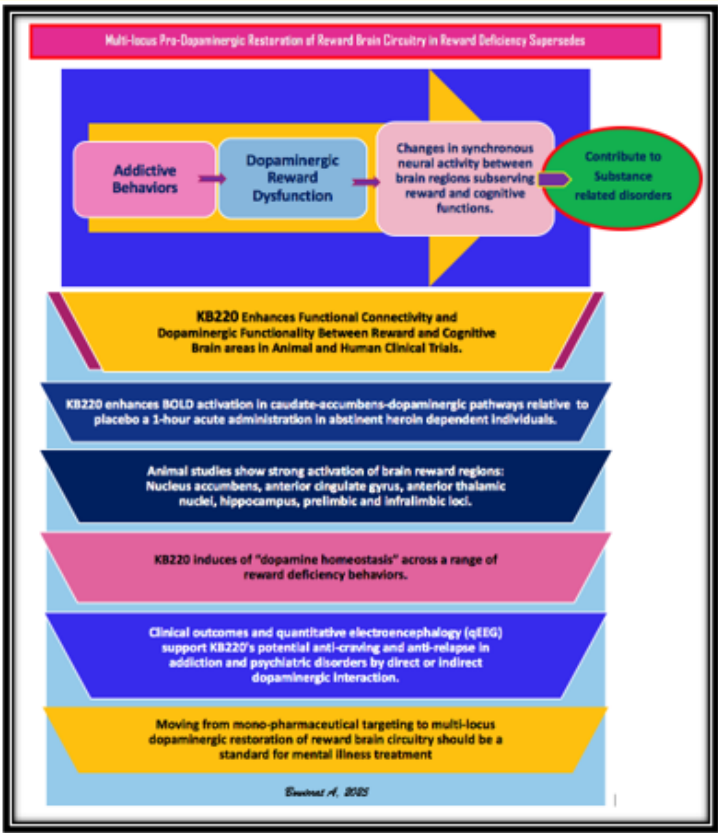 Multi-locus Pro-Dopaminergic Restoration of Reward Brain Circuitry in Reward Deficiency Supersedes
Addictive
Behaviors
Dopaminergic
Reward
Dysfunction
Changes in synchronous
neural activity between
brain regions subserving
reward and cognitive
functions.
Contribute to
Substance
related disorders
KB220 Enhances Functional Connectivity and
Dopaminergic Functionality Between Reward and Cognitive
Brain areas in Animal and Human Clinical Trials.
KB220 enhances BOLD activation in caudate-accumbens-dopaminergic pathways relative to
placebo a 1-hour acute administration in abstinent heroin dependent individuals.
Animal studies show strong activation of brain reward regions:
Nucleus accumbens, anterior cingulate gyrus, anterior thalamic
nuclei, hippocampus, prelimbic and infralimbic loci.
KB220 induces of "dopamine homeostasis" across a range of
reward deficiency behaviors.
Clinical outcomes and quantitative electroencephalogy (qEEG)
support KB220's potential anti-craving and anti-relapse in
addiction and psychiatric disorders by direct or indirect
dopaminergic interaction.
Moving from mono-pharmaceutical targeting to multi-locus
dopaminergic restoration of reward brain circuitry should be a
standard for mental illness treatment
A, 2025